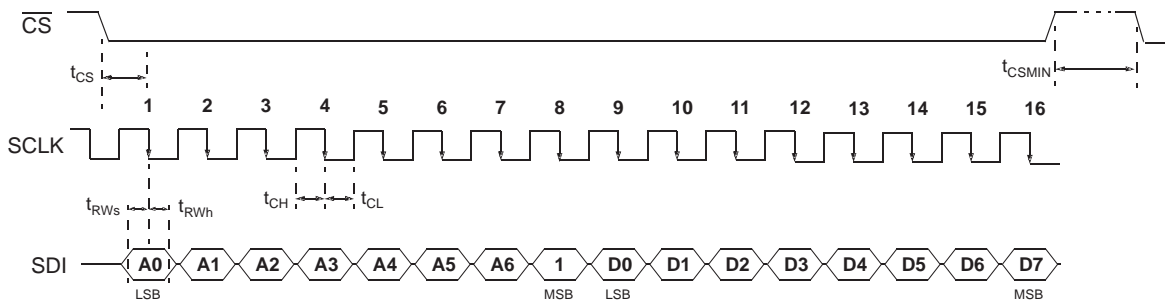 CS
tCS
tCSMIN
1 2 3 4 5 6 7 8 9 10 11 12 13 14 15 16
SCLK
tRWs tRWh tCH tCL
SDI A0 A1 A2 A3 A4 A5 A6 1 D0 D1 D2 D3 D4 D5 D6 D7
LSB MSB LSB MSB